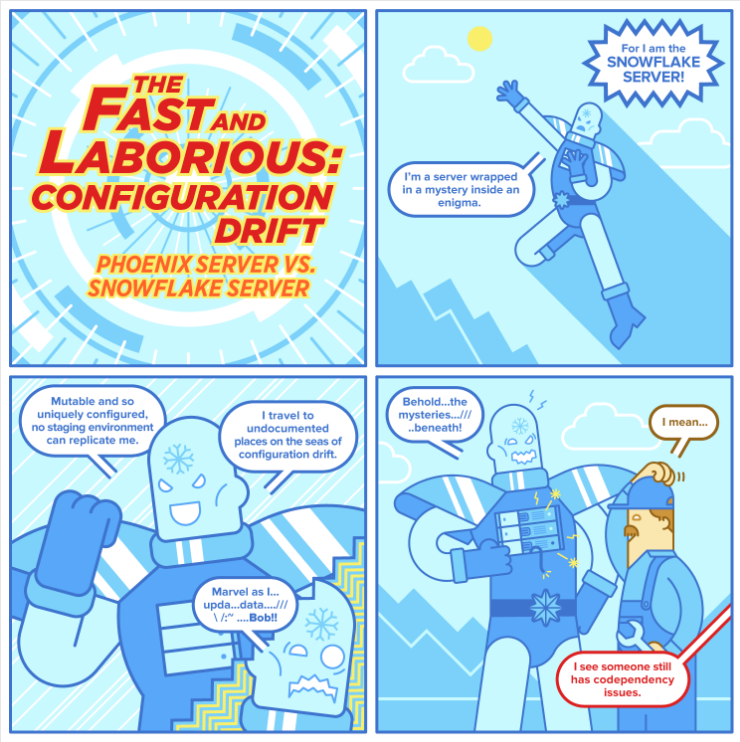 THE
FAST AND
LABORIOUS:
CONFIGURATION
DRIFT
PHOENIX SERVER VS.
SNOWFLAKE SERVER
For I am the
SNOWFLAKE
SERVER!
I'm a server wrapped
in a mystery inside an
enigma.
Mutable and so
uniquely configured,
no staging environment
can replicate me.
I travel to
undocumented
places on the seas of
configuration drift.
Marvel as I...
upda...data....///
\ /:~ ....Bob!!
Behold...the
mysteries...///
..beneath!
I mean...
I see someone still
has codependency
issues.